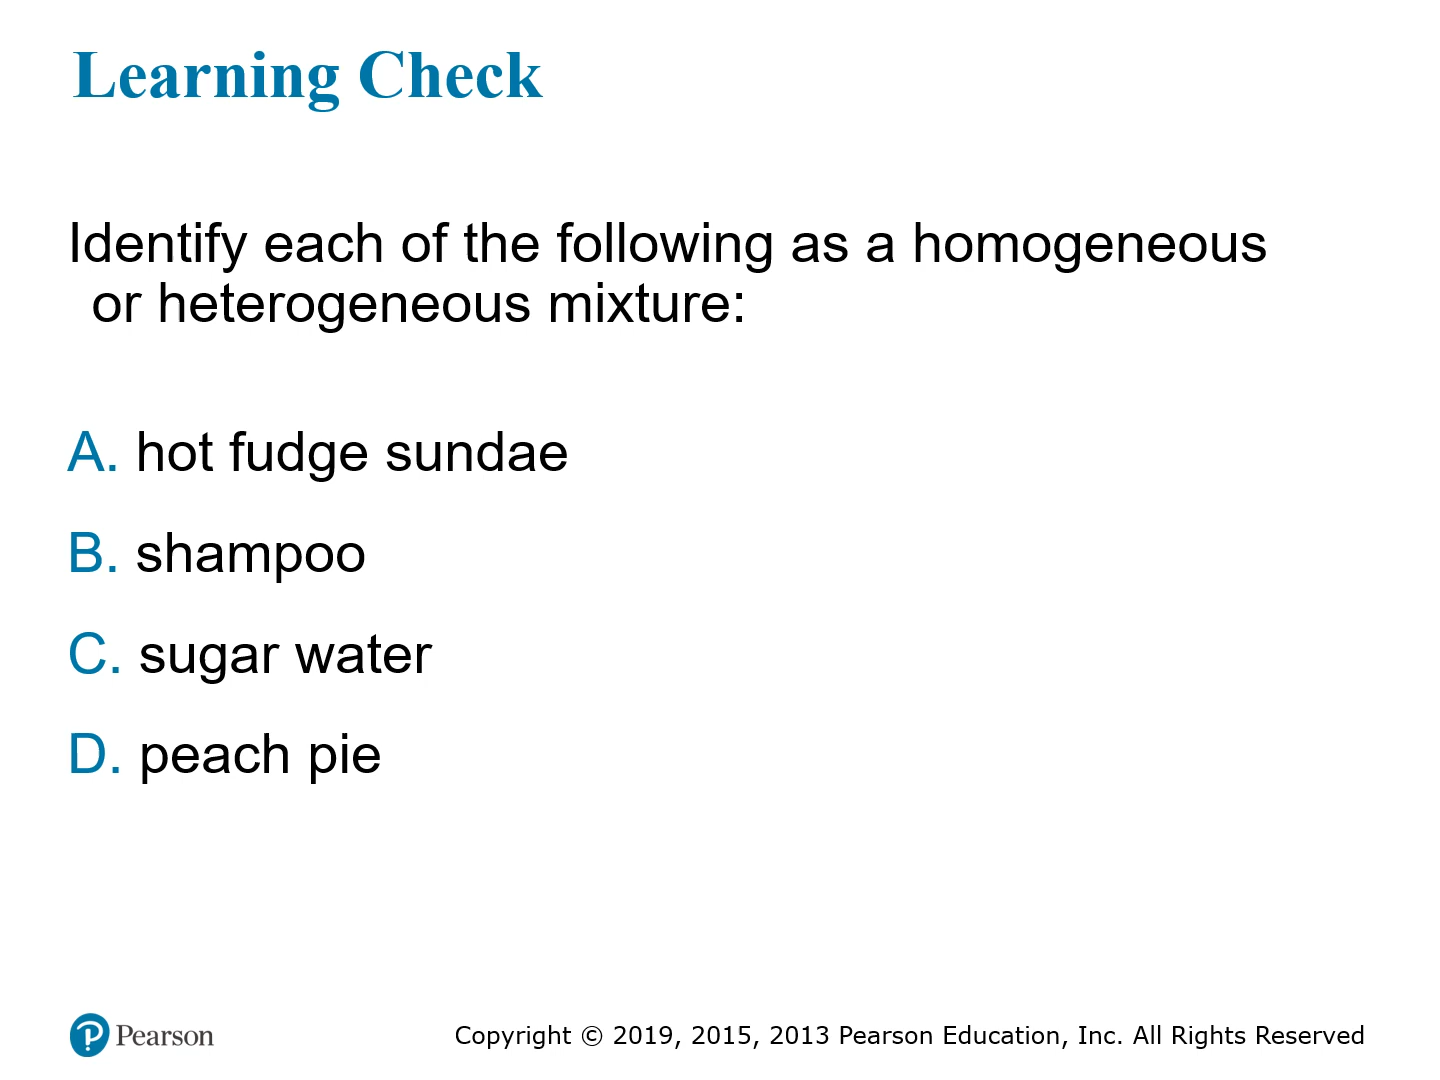 Learning Check
Identify each of the following as a homogeneous
or heterogeneous mixture:
A. hot fudge sundae
B. shampoo
C. sugar water
D. peach pie
Pearson
Copyright © 2019, 2015, 2013 Pearson Education, Inc. All Rights Reserved